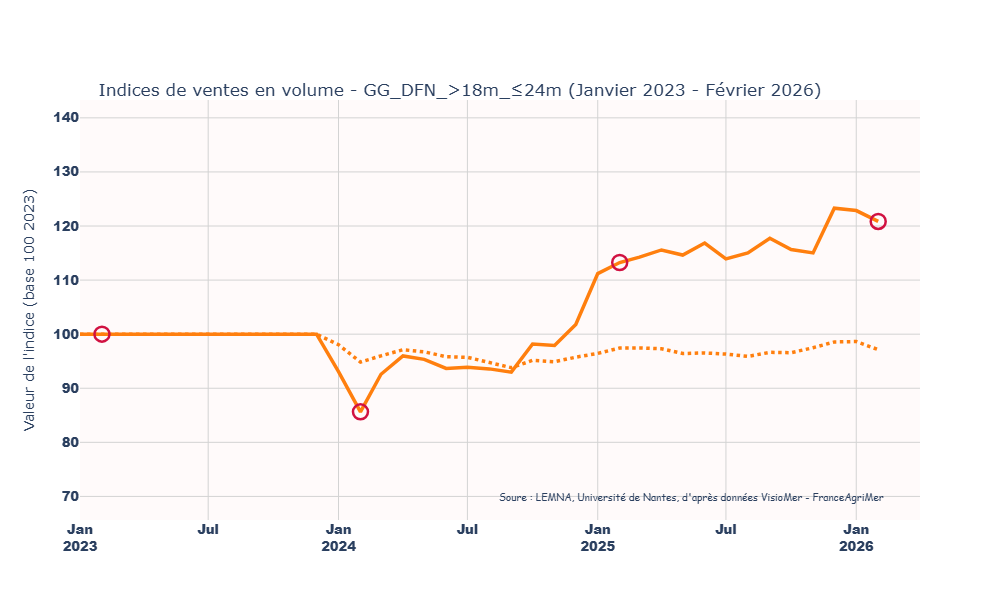 Indices de ventes en volume - GG_DFN_>18m_≤24m (Janvier 2023 - Février 2026)
Valeur de l'indice (base 100 2023)
140
130
120
110
100
90
80
70
Soure : LEMNA, Université de Nantes, d'après données VisioMer - FranceAgriMer
Jan Jul Jan Jul Jan Jul Jan
2023 2024 2025 2026